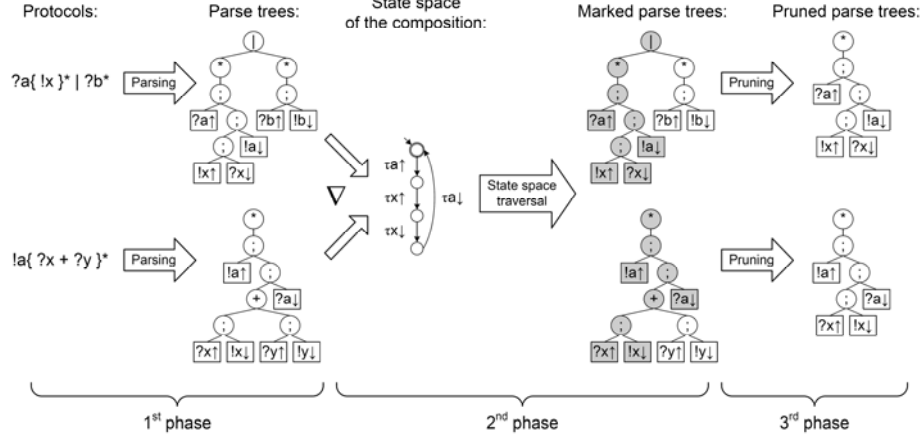 Protocols:
Parse trees:
State space
of the composition:
Marked parse trees:
Pruned parse trees:
?a{ !x }* | ?b*
Parsing
|
*
*
;
;
?a↑
;
?b↑
!b↓
;
!a↓
!x↑
?x↓
∇
τa↑
τx↑
τx↓
τa↓
State space
traversal
|
*
*
;
;
?a↑
;
?b↑
!b↓
;
!a↓
!x↑
?x↓
Pruning
*
;
?a↑
;
;
!a↓
!x↑
?x↓
!a{ ?x + ?y }*
Parsing
*
;
!a↑
;
+
?a↓
;
;
?x↑
!x↓
?y↑
!y↓
*
;
!a↑
;
+
?a↓
;
;
?x↑
!x↓
?y↑
!y↓
Pruning
*
;
!a↑
;
;
?a↓
?x↑
!x↓
1st phase
2nd phase
3rd phase